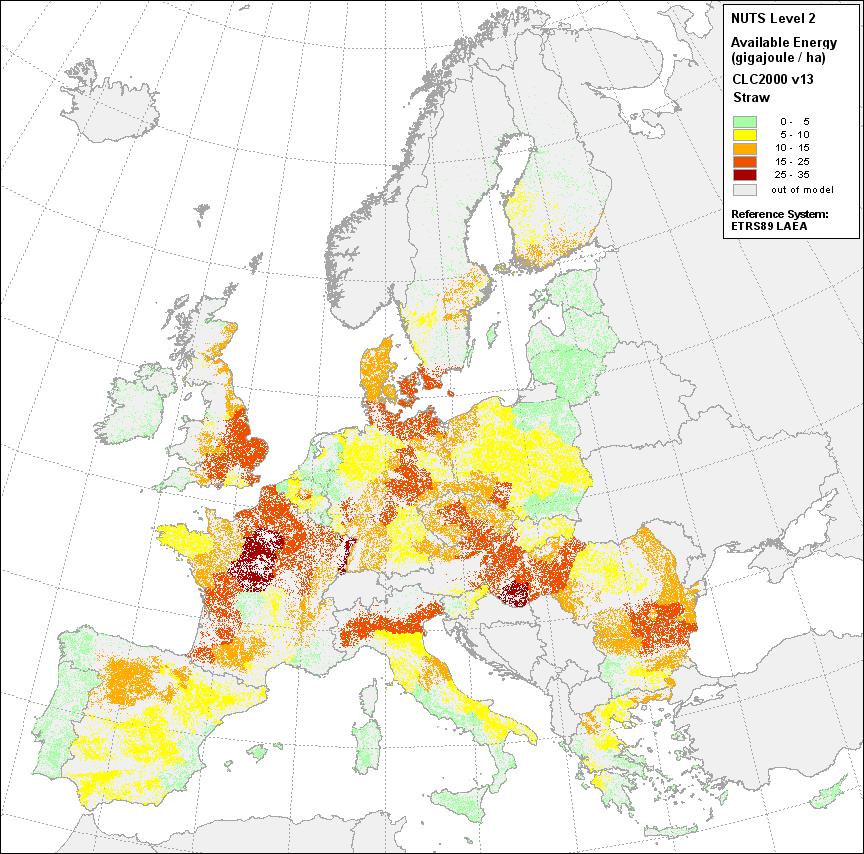 NUTS Level 2
Available Energy
(gigajoule / ha)
CLC2000 v13
Straw
0 - 5
5 - 10
10 - 15
15 - 25
25 - 35
out of model
Reference System:
ETRS89 LAEA